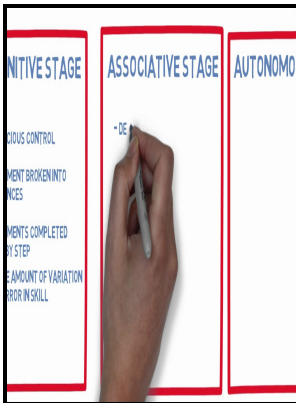 NITIVE STAGE
CIOUS CONTROL
MENT BROKEN INTO
NCES
MENTS COMPLETED
BY STEP
E AMOUNT OF VARIATION
RROR IN SKILL
ASSOCIATIVE STAGE
- DE
AUTONOMO